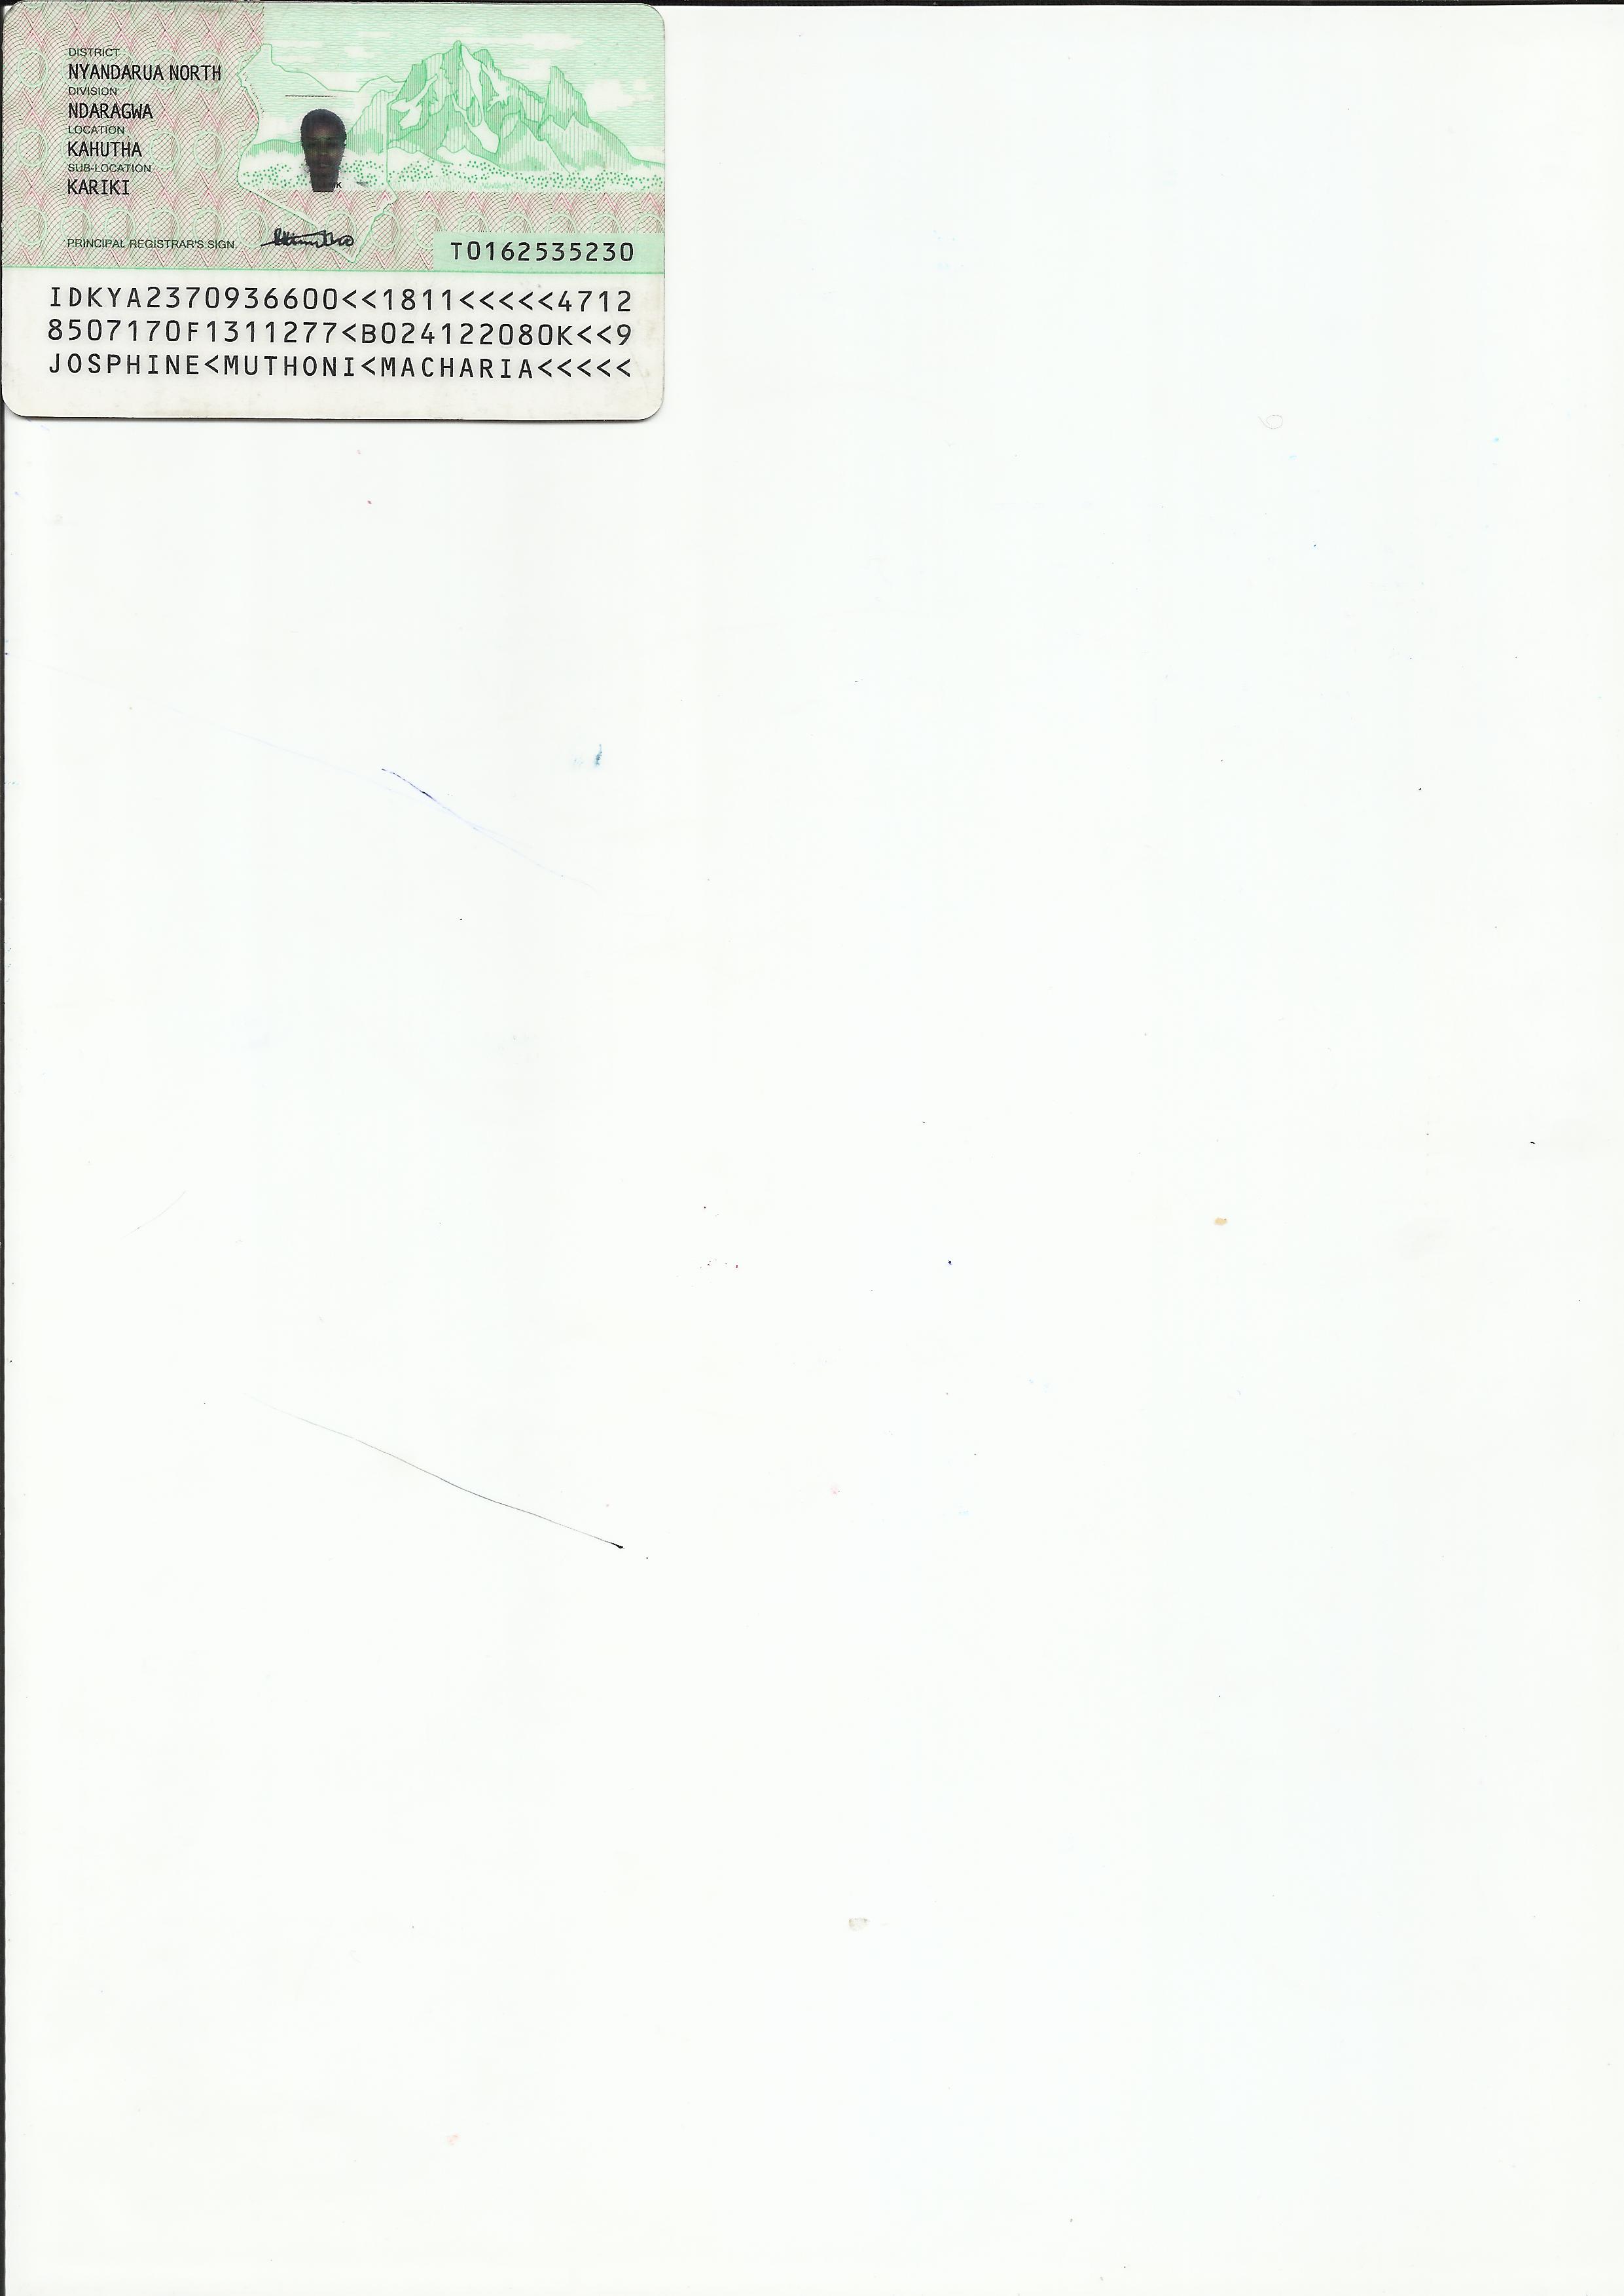 DISTRICT
NYANDARUA NORTH
DIVISION
NDARAGWA
LOCATION
KAHUTHA
SUB-LOCATION
KARIKI
PRINCIPAL REGISTRAR'S SIGN.
T0162535230
IDKYA2370936600<<1811<<<<<4712
8507170F1311277<B024122080K<<9
JOSPHINE<MUTHONI<MACHARIA<<<<<